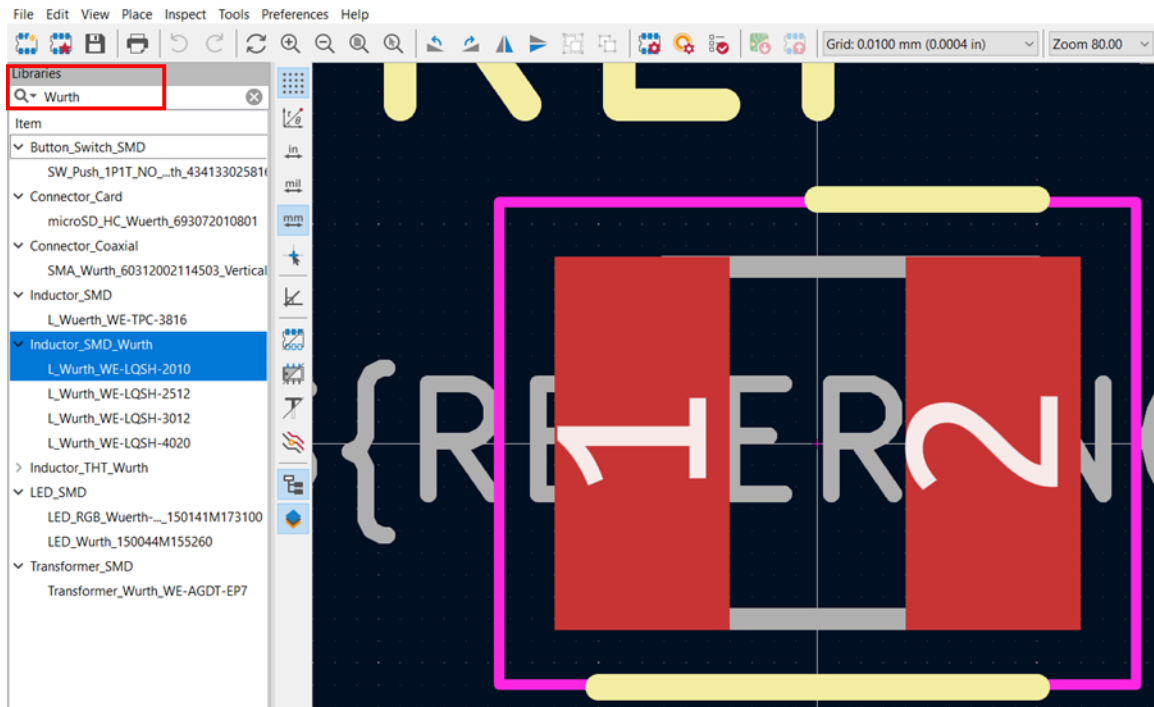 File Edit View Place Inspect Tools Preferences Help
Grid: 0.0100 mm (0.0004 in) Zoom 80.00
Libraries
Wurth
Item
Button_Switch_SMD
SW_Push_1P1T_NO_...th_43413302581
Connector_Card
microSD_HC_Wuerth_693072010801
Connector_Coaxial
SMA_Wurth_60312002114503_Vertical
Inductor_SMD
L_Wuerth_WE-TPC-3816
Inductor_SMD_Wurth
L_Wurth_WE-LQSH-2010
L_Wurth_WE-LQSH-2512
L_Wurth_WE-LQSH-3012
L_Wurth_WE-LQSH-4020
Inductor_THT_Wurth
LED_SMD
LED_RGB_Wuerth-..._150141M173100
LED_Wurth_150044M155260
Transformer_SMD
Transformer_Wurth_WE-AGDT-EP7
in
mil
mm
1 2